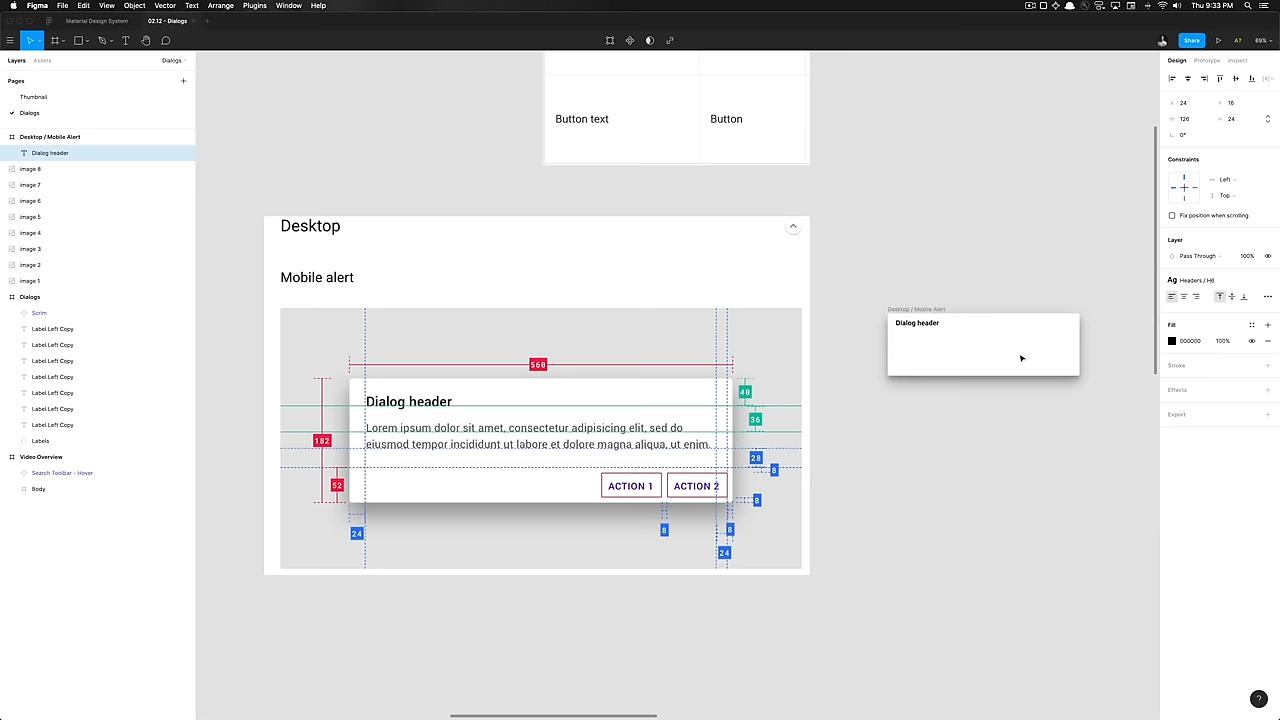 Figma File Edit View Object Vector Text Arrange Plugins Window Help Thu 9:33 PM
Material Design System 02.12 - Dialogs
Share A? 69%
Layers Assets Dialogs
Pages
Thumbnail
Dialogs
Desktop / Mobile Alert
Dialog header
image 8
image 7
image 6
image 5
image 4
image 3
image 2
image 1
Dialogs
Scrim
Label Left Copy
Label Left Copy
Label Left Copy
Label Left Copy
Label Left Copy
Label Left Copy
Label Left Copy
Labels
Video Overview
Search Toolbar - Hover
Body
Button text Button
Desktop
Mobile alert
560
40
Dialog header
36
Lorem ipsum dolor sit amet, consectetur adipisicing elit, sed do
182
eiusmod tempor incididunt ut labore et dolore magna aliqua, ut enim.
28
8
52
ACTION 1 ACTION 2
8
24 8 8
24
Desktop / Mobile Alert
Dialog header
Design Prototype Inspect
X 24 Y 16
W 126 H 24
0°
Constraints
Left
Top
Fix position when scrolling
Layer
Pass Through 100%
Ag Headers / H6
Fill
000000 100%
Stroke
Effects
Export
?